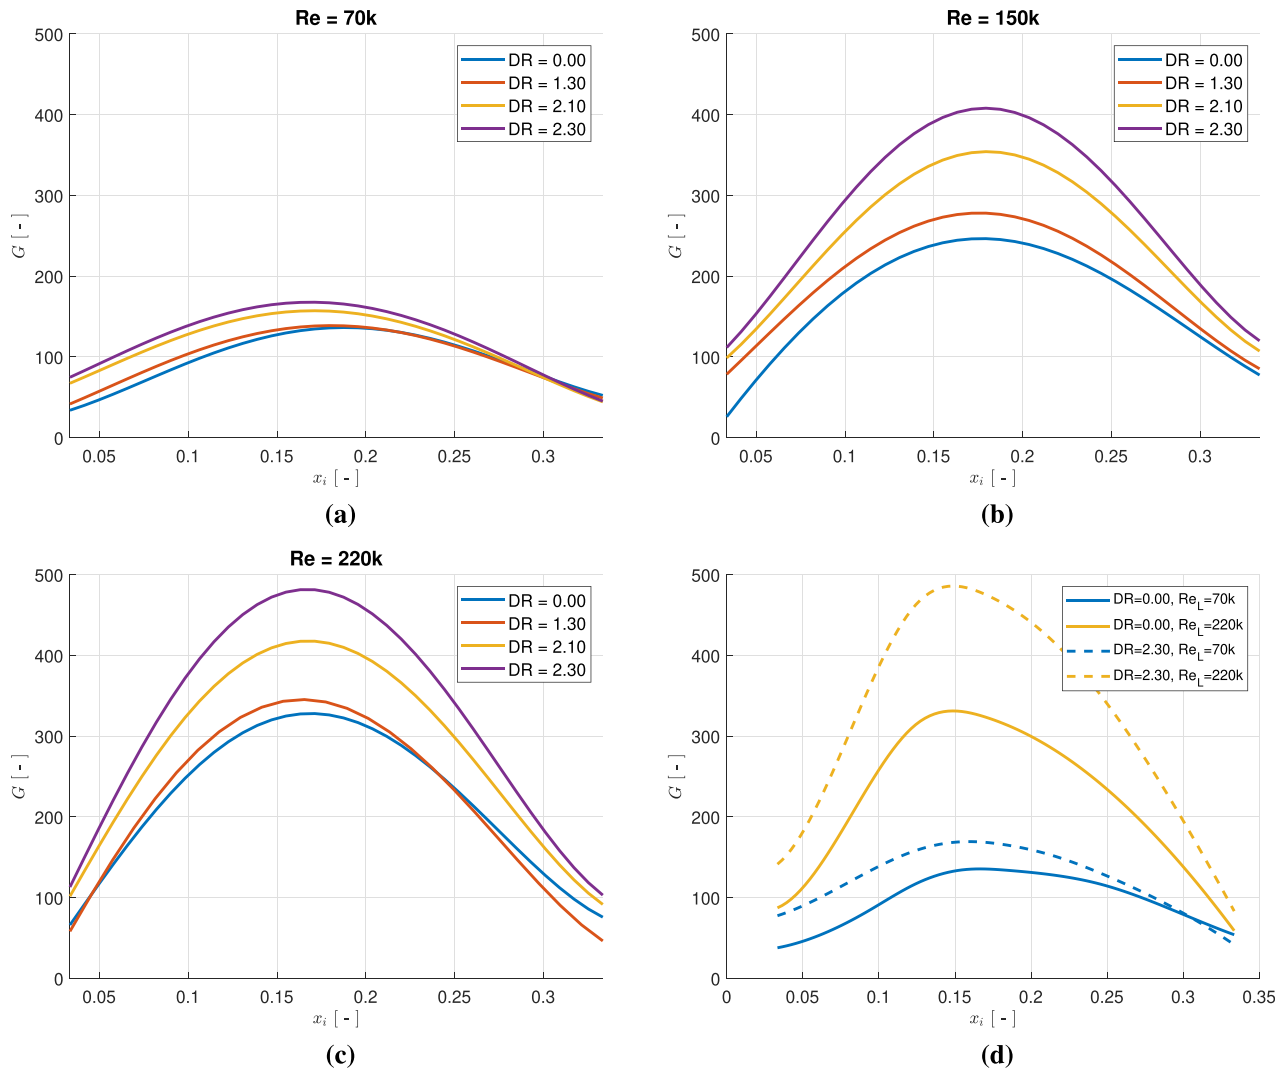 Re = 70k
500
400
300
200
100
0
G [ - ]
DR = 0.00
DR = 1.30
DR = 2.10
DR = 2.30
0.05 0.1 0.15 0.2 0.25 0.3
x_i [ - ]
(a)
Re = 150k
500
400
300
200
100
0
G [ - ]
DR = 0.00
DR = 1.30
DR = 2.10
DR = 2.30
0.05 0.1 0.15 0.2 0.25 0.3
x_i [ - ]
(b)
Re = 220k
500
400
300
200
100
0
G [ - ]
DR = 0.00
DR = 1.30
DR = 2.10
DR = 2.30
0.05 0.1 0.15 0.2 0.25 0.3
x_i [ - ]
(c)
500
400
300
200
100
0
G [ - ]
DR=0.00, Re_L=70k
DR=0.00, Re_L=220k
DR=2.30, Re_L=70k
DR=2.30, Re_L=220k
0 0.05 0.1 0.15 0.2 0.25 0.3 0.35
x_i [ - ]
(d)